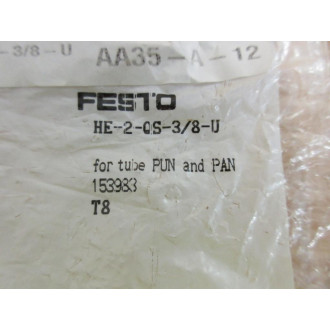 - 3/8 - U
AA35-A-12
FESTO
HE-2-QS-3/8-U
for tube PUN and PAN
153983
T8